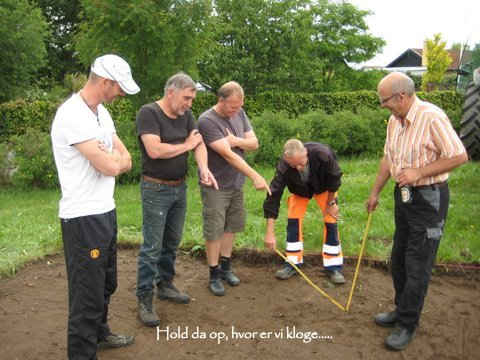 Hold da op, hvor er vi kloge.....